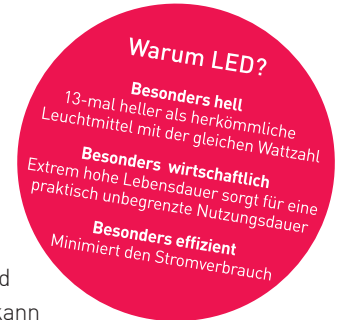 Warum LED?
Besonders hell
13-mal heller als herkömmliche
Leuchtmittel mit der gleichen Wattzahl
Besonders wirtschaftlich
Extrem hohe Lebensdauer sorgt für eine
praktisch unbegrenzte Nutzungsdauer
Besonders effizient
Minimiert den Stromverbrauch
d
kann